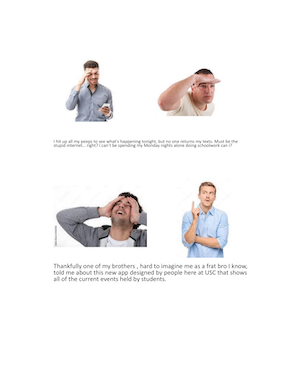 I hit up all my peeps to see what's happening tonight, but no one returns my texts. Must be the
stupid internet... right? I can't be spending my Monday nights alone doing schoolwork can I?
Thankfully one of my brothers , hard to imagine me as a frat bro I know,
told me about this new app designed by people here at USC that shows
all of the current events held by students.